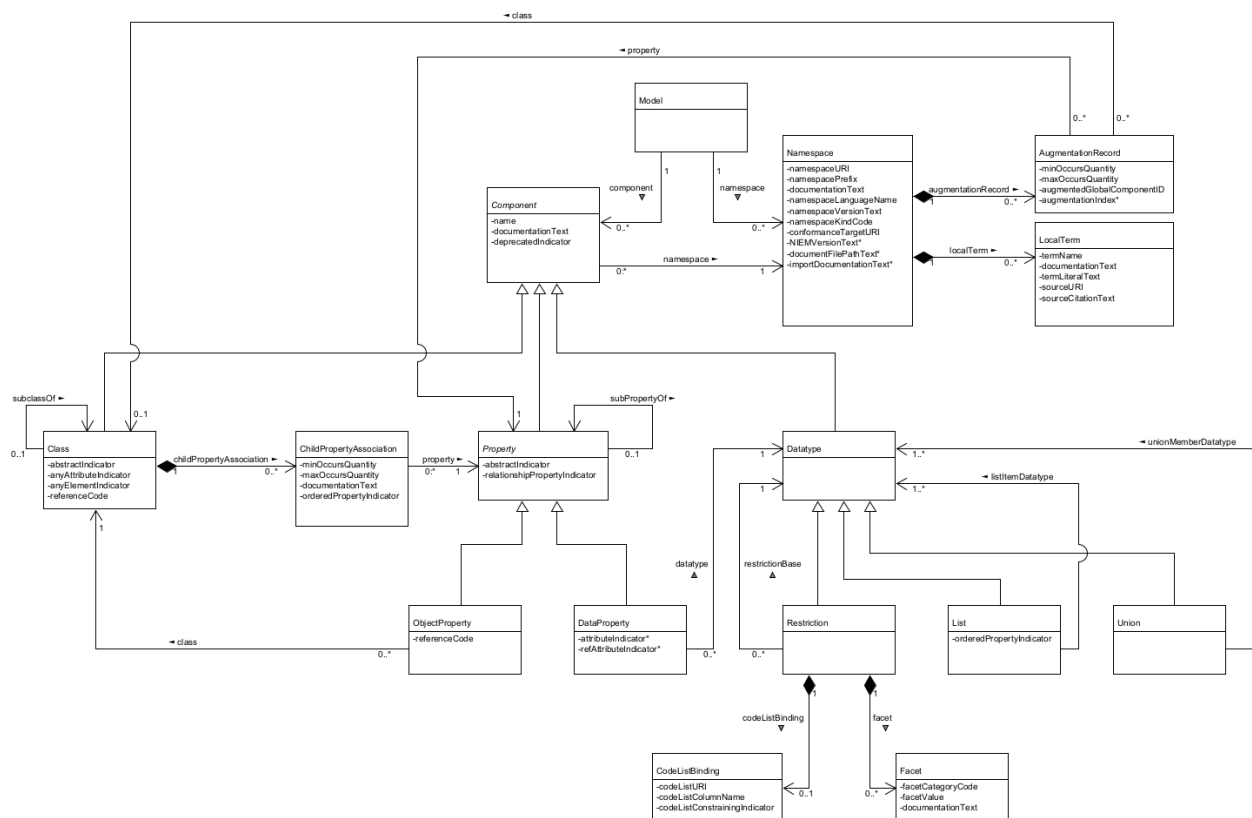 ◄ class
◄ property
Model
0..*
0..*
Namespace
-namespaceURI
-namespacePrefix
-documentationText
-namespaceLanguageName
-namespaceVersionText
-namespaceKindCode
-conformanceTargetURI
-NIEMVersionText*
-documentFilePathText*
-importDocumentationText*
AugmentationRecord
-minOccursQuantity
-maxOccursQuantity
-augmentedGlobalComponentID
-augmentationIndex*
1
1
component
namespace
augmentationRecord ►
1
0..*
Component
-name
-documentationText
-deprecatedIndicator
0..*
0..*
LocalTerm
-termName
-documentationText
-termLiteralText
-sourceURI
-sourceCitationText
localTerm ►
1
0..*
namespace ►
0:*
1
subclassOf ►
0..1
0..1
1
subPropertyOf ►
0..1
Class
-abstractIndicator
-anyAttributeIndicator
-anyElementIndicator
-referenceCode
childPropertyAssociation ►
1
0..*
ChildPropertyAssociation
-minOccursQuantity
-maxOccursQuantity
-documentationText
-orderedPropertyIndicator
property ►
0:*
1
Property
-abstractIndicator
-relationshipPropertyIndicator
Datatype
1
1
◄ unionMemberDatatype
1..*
◄ listItemDatatype
1..*
1
datatype
restrictionBase
ObjectProperty
-referenceCode
DataProperty
-attributeIndicator*
-refAttributeIndicator*
Restriction
List
-orderedPropertyIndicator
Union
◄ class
0..*
0..*
0..*
1
1
codeListBinding
facet
CodeListBinding
-codeListURI
-codeListColumnName
-codeListConstrainingIndicator
0..1
0..*
Facet
-facetCategoryCode
-facetValue
-documentationText